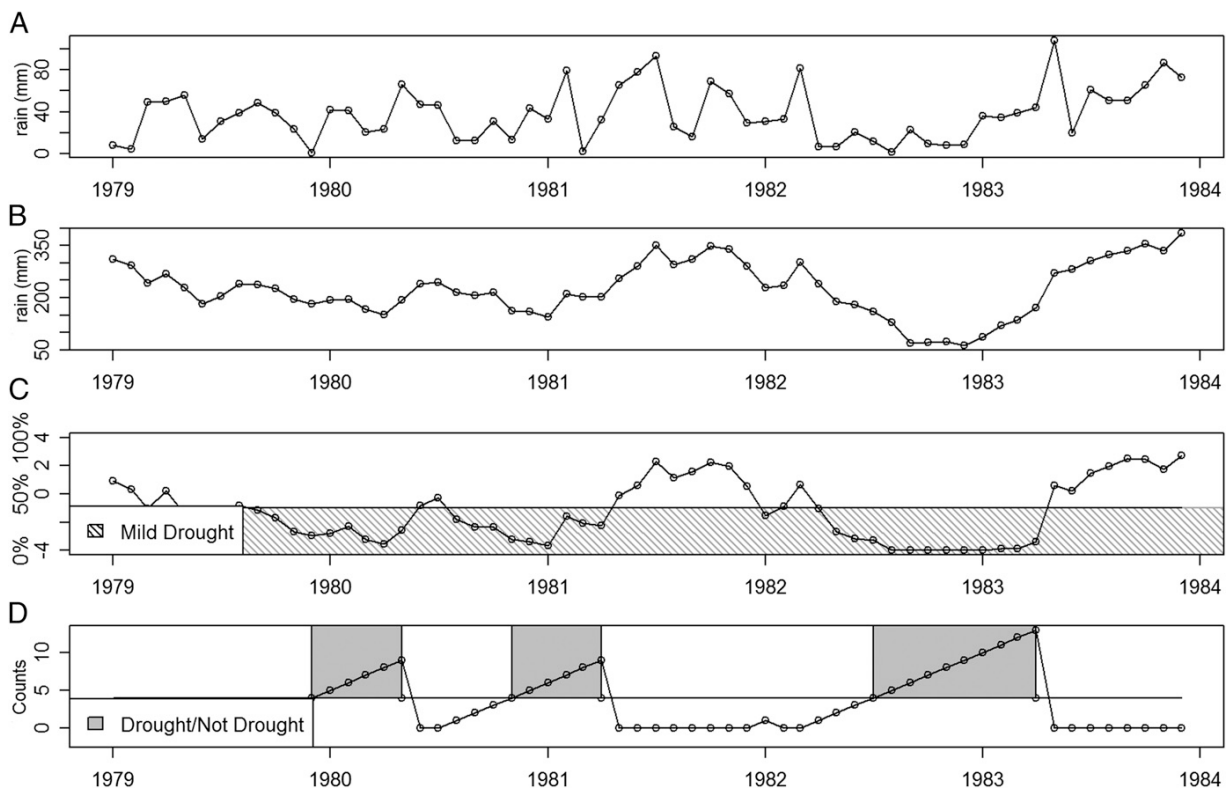 A
rain (mm)
0 40 80
1979 1980 1981 1982 1983 1984
B
rain (mm)
50 200 350
1979 1980 1981 1982 1983 1984
C
0% 50% 100%
-4 0 2 4
Mild Drought
1979 1980 1981 1982 1983 1984
D
Counts
0 5 10
Drought/Not Drought
1979 1980 1981 1982 1983 1984